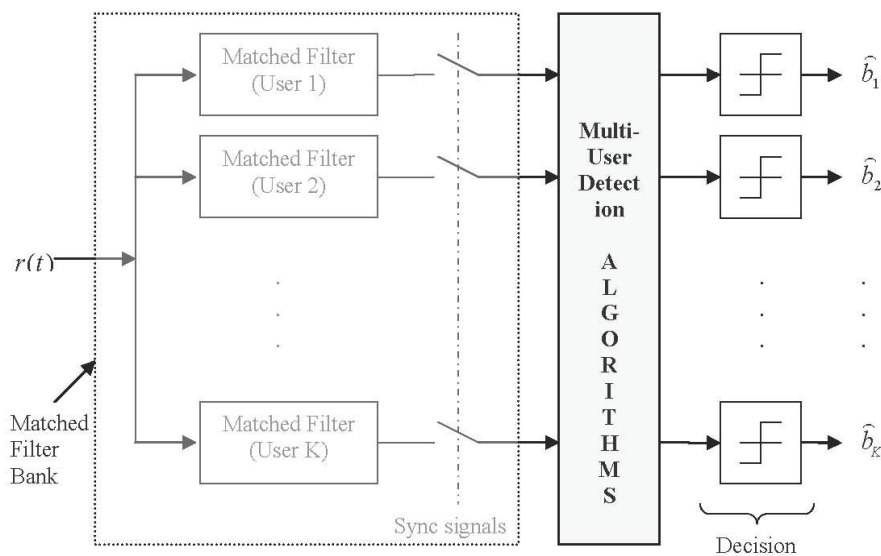 Matched Filter
(User 1)
b̂₁
Matched Filter
(User 2)
b̂₂
Multi-
User
Detect
ion
A
L
G
O
R
I
T
H
M
S
r(t)
Matched
Filter
Bank
Matched Filter
(User K)
b̂_K
Sync signals
Decision